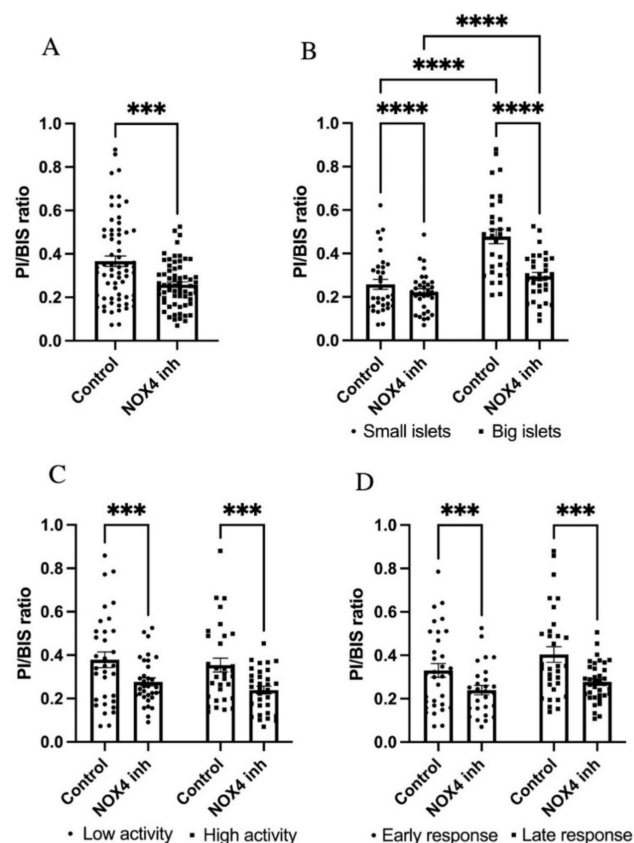 A
B
***
****
****
****
****
PI/BIS ratio
1.0
0.8
0.6
0.4
0.2
0.0
Control
NOX4 inh
PI/BIS ratio
1.0
0.8
0.6
0.4
0.2
0.0
Control
NOX4 inh
Control
NOX4 inh
• Small islets ▪ Big islets
C
D
***
***
***
***
PI/BIS ratio
1.0
0.8
0.6
0.4
0.2
0.0
Control
NOX4 inh
Control
NOX4 inh
• Low activity ▪ High activity
PI/BIS ratio
1.0
0.8
0.6
0.4
0.2
0.0
Control
NOX4 inh
Control
NOX4 inh
• Early response ▪ Late response